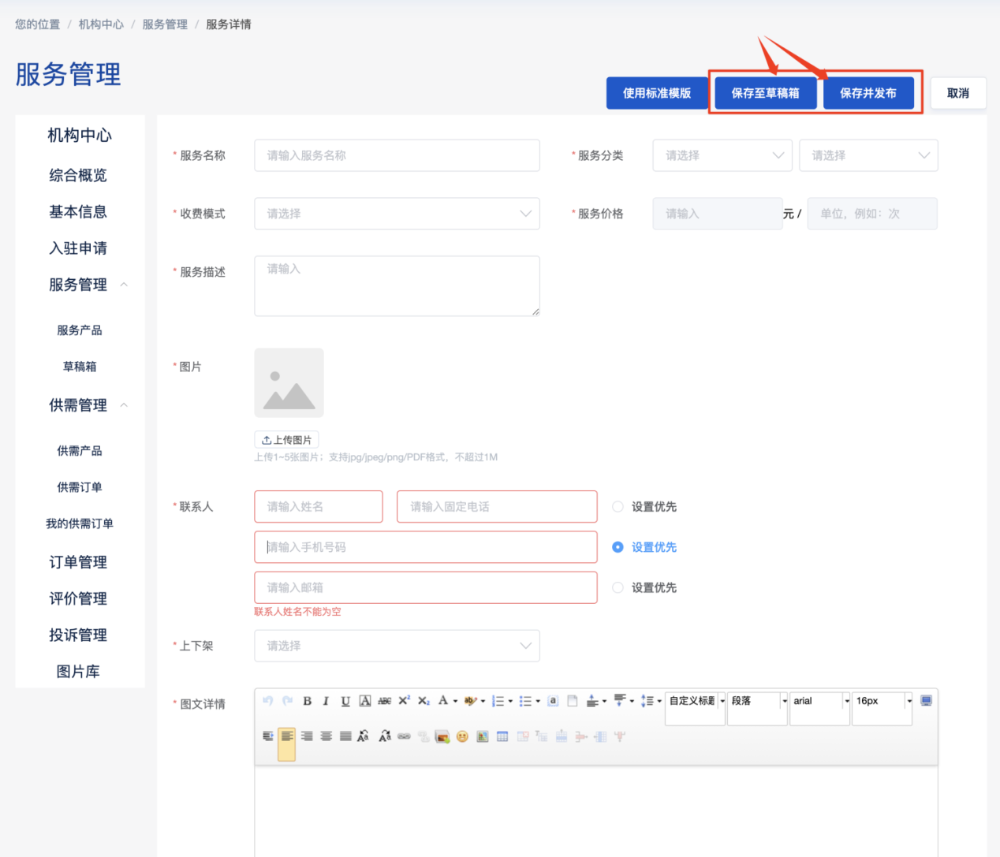 您的位置 / 机构中心 / 服务管理 / 服务详情
服务管理
使用标准模版 保存至草稿箱 保存并发布 取消
机构中心
综合概览
基本信息
入驻申请
服务管理
服务产品
草稿箱
供需管理
供需产品
供需订单
我的供需订单
订单管理
评价管理
投诉管理
图片库
* 服务名称 请输入服务名称 * 服务分类 请选择 请选择
* 收费模式 请选择 * 服务价格 请输入 元 / 单位，例如：次
* 服务描述 请输入
* 图片
上传图片
上传1~5张图片；支持jpg/jpeg/png/PDF格式，不超过1M
* 联系人 请输入姓名 请输入固定电话 设置优先
请输入手机号码 设置优先
请输入邮箱 设置优先
联系人姓名不能为空
* 上下架 请选择
* 图文详情
B I U A ABC X² X₂ A ab a 自定义标题 段落 arial 16px